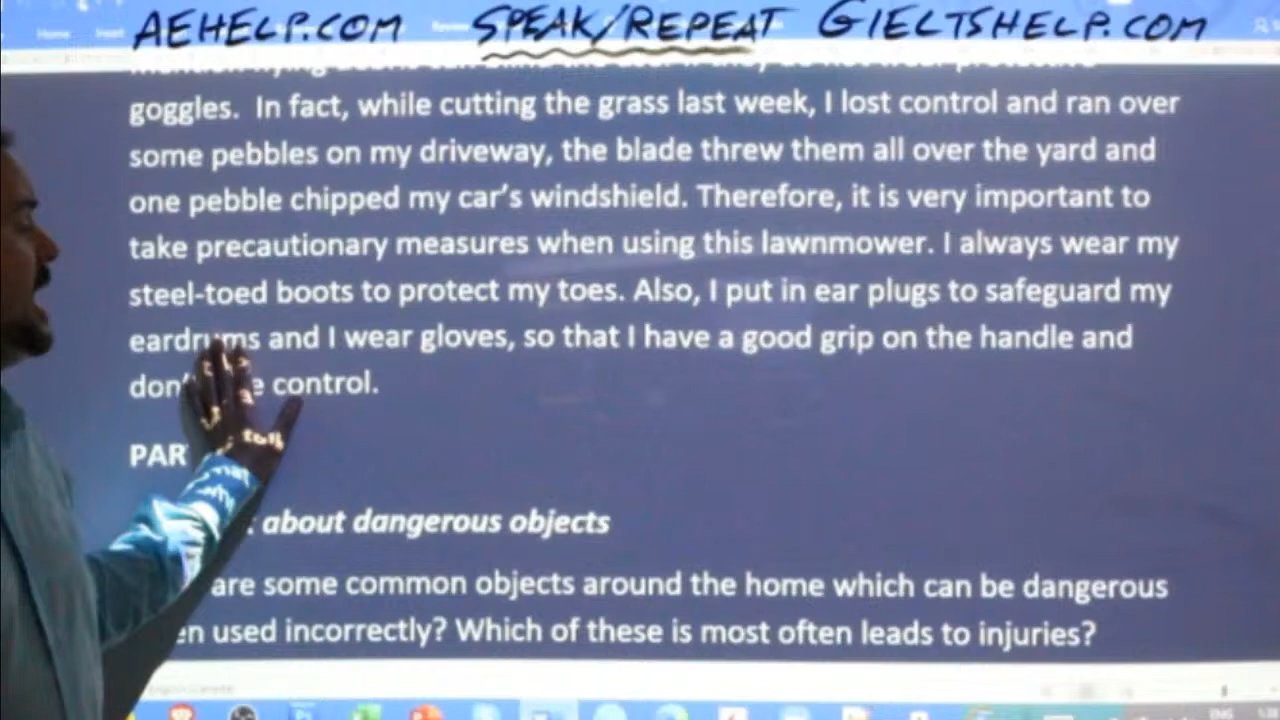 AEHELP.COM SPEAK/REPEAT GIELTSHELP.COM
Home Insert
goggles. In fact, while cutting the grass last week, I lost control and ran over
some pebbles on my driveway, the blade threw them all over the yard and
one pebble chipped my car's windshield. Therefore, it is very important to
take precautionary measures when using this lawnmower. I always wear my
steel-toed boots to protect my toes. Also, I put in ear plugs to safeguard my
eardrums and I wear gloves, so that I have a good grip on the handle and
control.
PAR
about dangerous objects
are some common objects around the home which can be dangerous
used incorrectly? Which of these is most often leads to injuries?